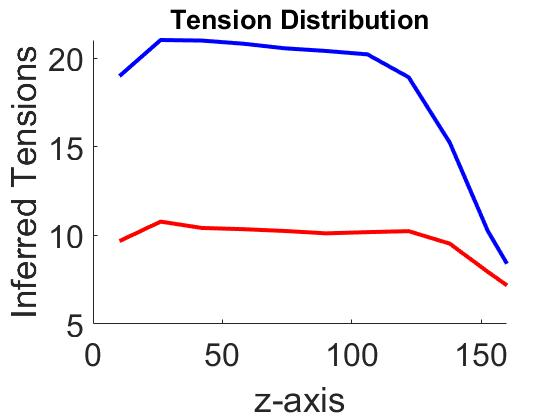 Tension Distribution
Inferred Tensions
20
15
10
5
0 50 100 150
z-axis